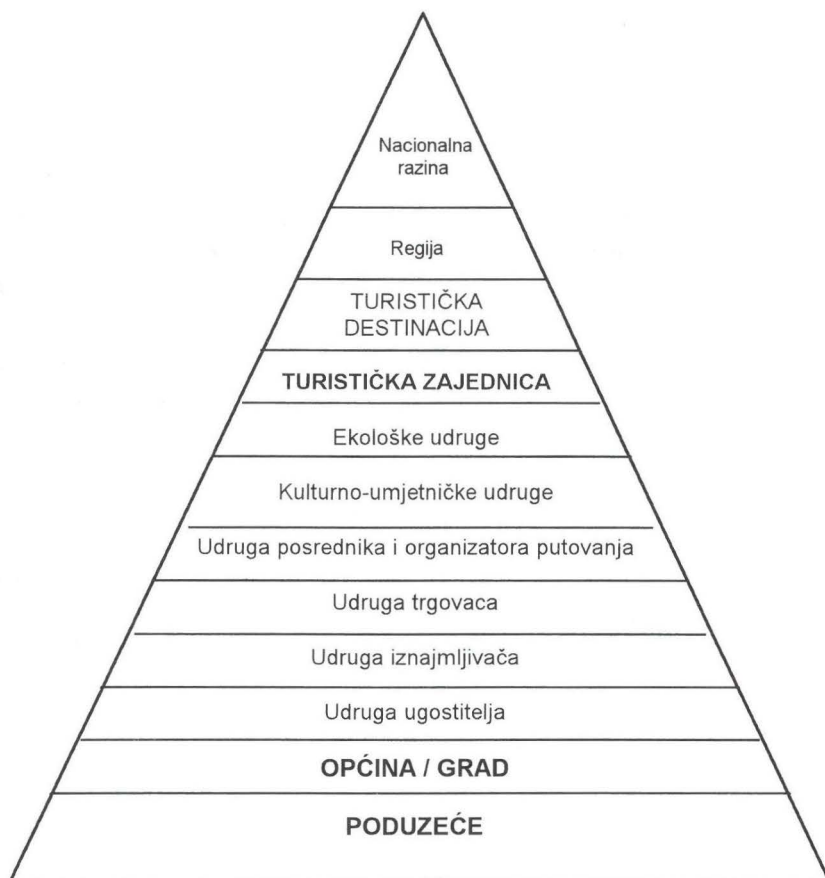 Nacionalna
razina
Regija
TURISTIČKA
DESTINACIJA
TURISTIČKA ZAJEDNICA
Ekološke udruge
Kulturno-umjetničke udruge
Udruga posrednika i organizatora putovanja
Udruga trgovaca
Udruga iznajmljivača
Udruga ugostitelja
OPĆINA / GRAD
PODUZEĆE